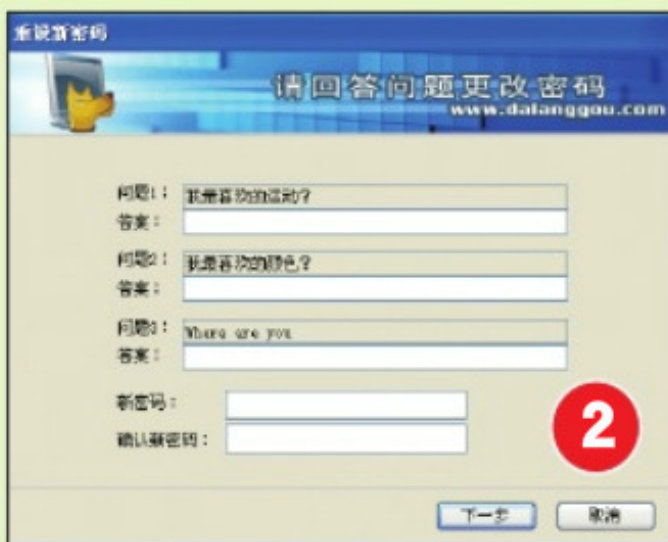 重设新密码
请回答问题更改密码
www.dalanggou.com
问题1： 我最喜欢的运动？
答案：
问题2： 我最喜欢的颜色？
答案：
问题3： Where are you
答案：
新密码：
确认新密码：
2
下一步 取消